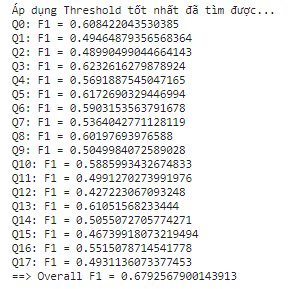 Áp dụng Threshold tốt nhất đã tìm được...
Q0: F1 = 0.608422043530385
Q1: F1 = 0.49464879356568364
Q2: F1 = 0.48990499044664143
Q3: F1 = 0.6232616279878924
Q4: F1 = 0.5691887545047165
Q5: F1 = 0.6172690329446994
Q6: F1 = 0.5903153563791678
Q7: F1 = 0.5364042771128119
Q8: F1 = 0.60197693976588
Q9: F1 = 0.5049984072589028
Q10: F1 = 0.5885993432674833
Q11: F1 = 0.4991270273991976
Q12: F1 = 0.427223067093248
Q13: F1 = 0.61051568233444
Q14: F1 = 0.5055072705774271
Q15: F1 = 0.46739918073219494
Q16: F1 = 0.5515078714541778
Q17: F1 = 0.4931136073377453
==> Overall F1 = 0.6792567900143913